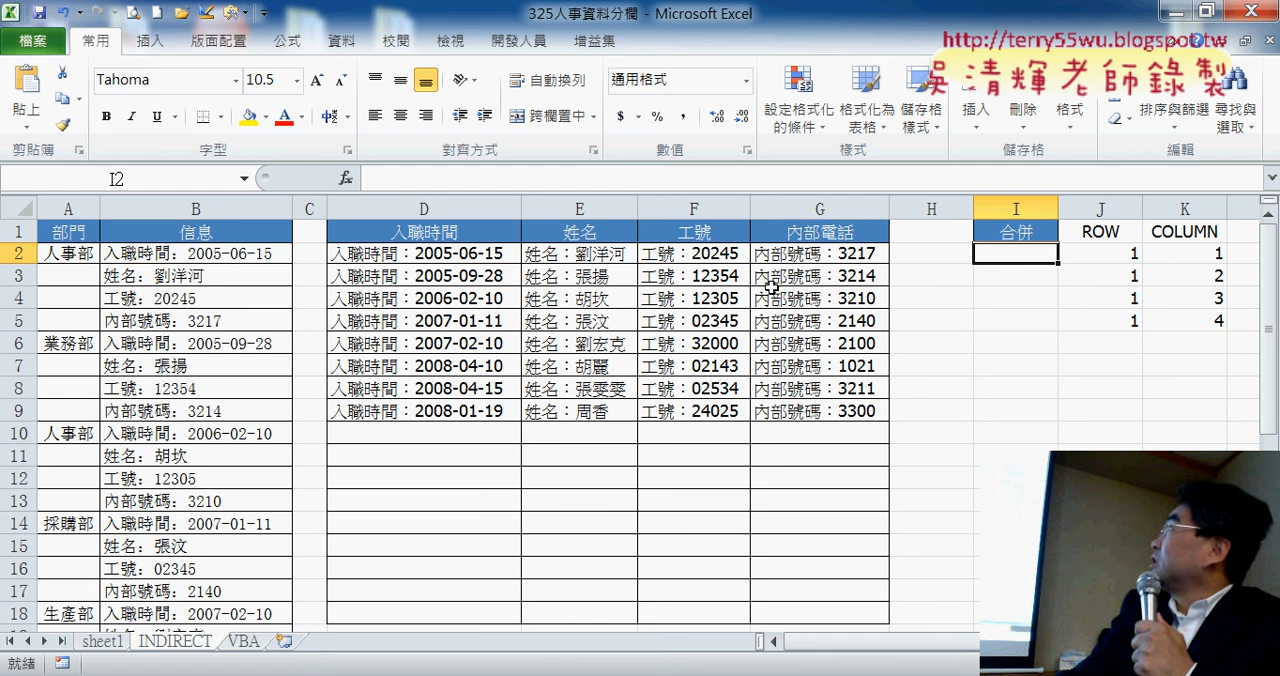 325人事資料分欄 - Microsoft Excel
http://terry55wu.blogspot.tw
吳清輝老師錄製
檔案 常用 插入 版面配置 公式 資料 校閱 檢視 開發人員 增益集
貼上 Tahoma 10.5 自動換列 通用格式 設定格式化的條件 格式化為表格 儲存格樣式 插入 刪除 格式 排序與篩選 尋找與選取
B I U 跨欄置中 $ % ,
剪貼簿 字型 對齊方式 數值 樣式 儲存格 編輯
I2 fx
A B C D E F G H I J K
1 部門 信息 入職時間 姓名 工號 內部電話 合併 ROW COLUMN
2 人事部 入職時間：2005-06-15 入職時間：2005-06-15 姓名：劉洋河 工號：20245 內部號碼：3217 1 1
3 姓名：劉洋河 入職時間：2005-09-28 姓名：張揚 工號：12354 內部號碼：3214 1 2
4 工號：20245 入職時間：2006-02-10 姓名：胡坎 工號：12305 內部號碼：3210 1 3
5 內部號碼：3217 入職時間：2007-01-11 姓名：張汶 工號：02345 內部號碼：2140 1 4
6 業務部 入職時間：2005-09-28 入職時間：2007-02-10 姓名：劉宏克 工號：32000 內部號碼：2100
7 姓名：張揚 入職時間：2008-04-10 姓名：胡麗 工號：02143 內部號碼：1021
8 工號：12354 入職時間：2008-04-15 姓名：張雯雯 工號：02534 內部號碼：3211
9 內部號碼：3214 入職時間：2008-01-19 姓名：周香 工號：24025 內部號碼：3300
10 人事部 入職時間：2006-02-10
11 姓名：胡坎
12 工號：12305
13 內部號碼：3210
14 採購部 入職時間：2007-01-11
15 姓名：張汶
16 工號：02345
17 內部號碼：2140
18 生產部 入職時間：2007-02-10
sheet1 INDIRECT VBA
就緒